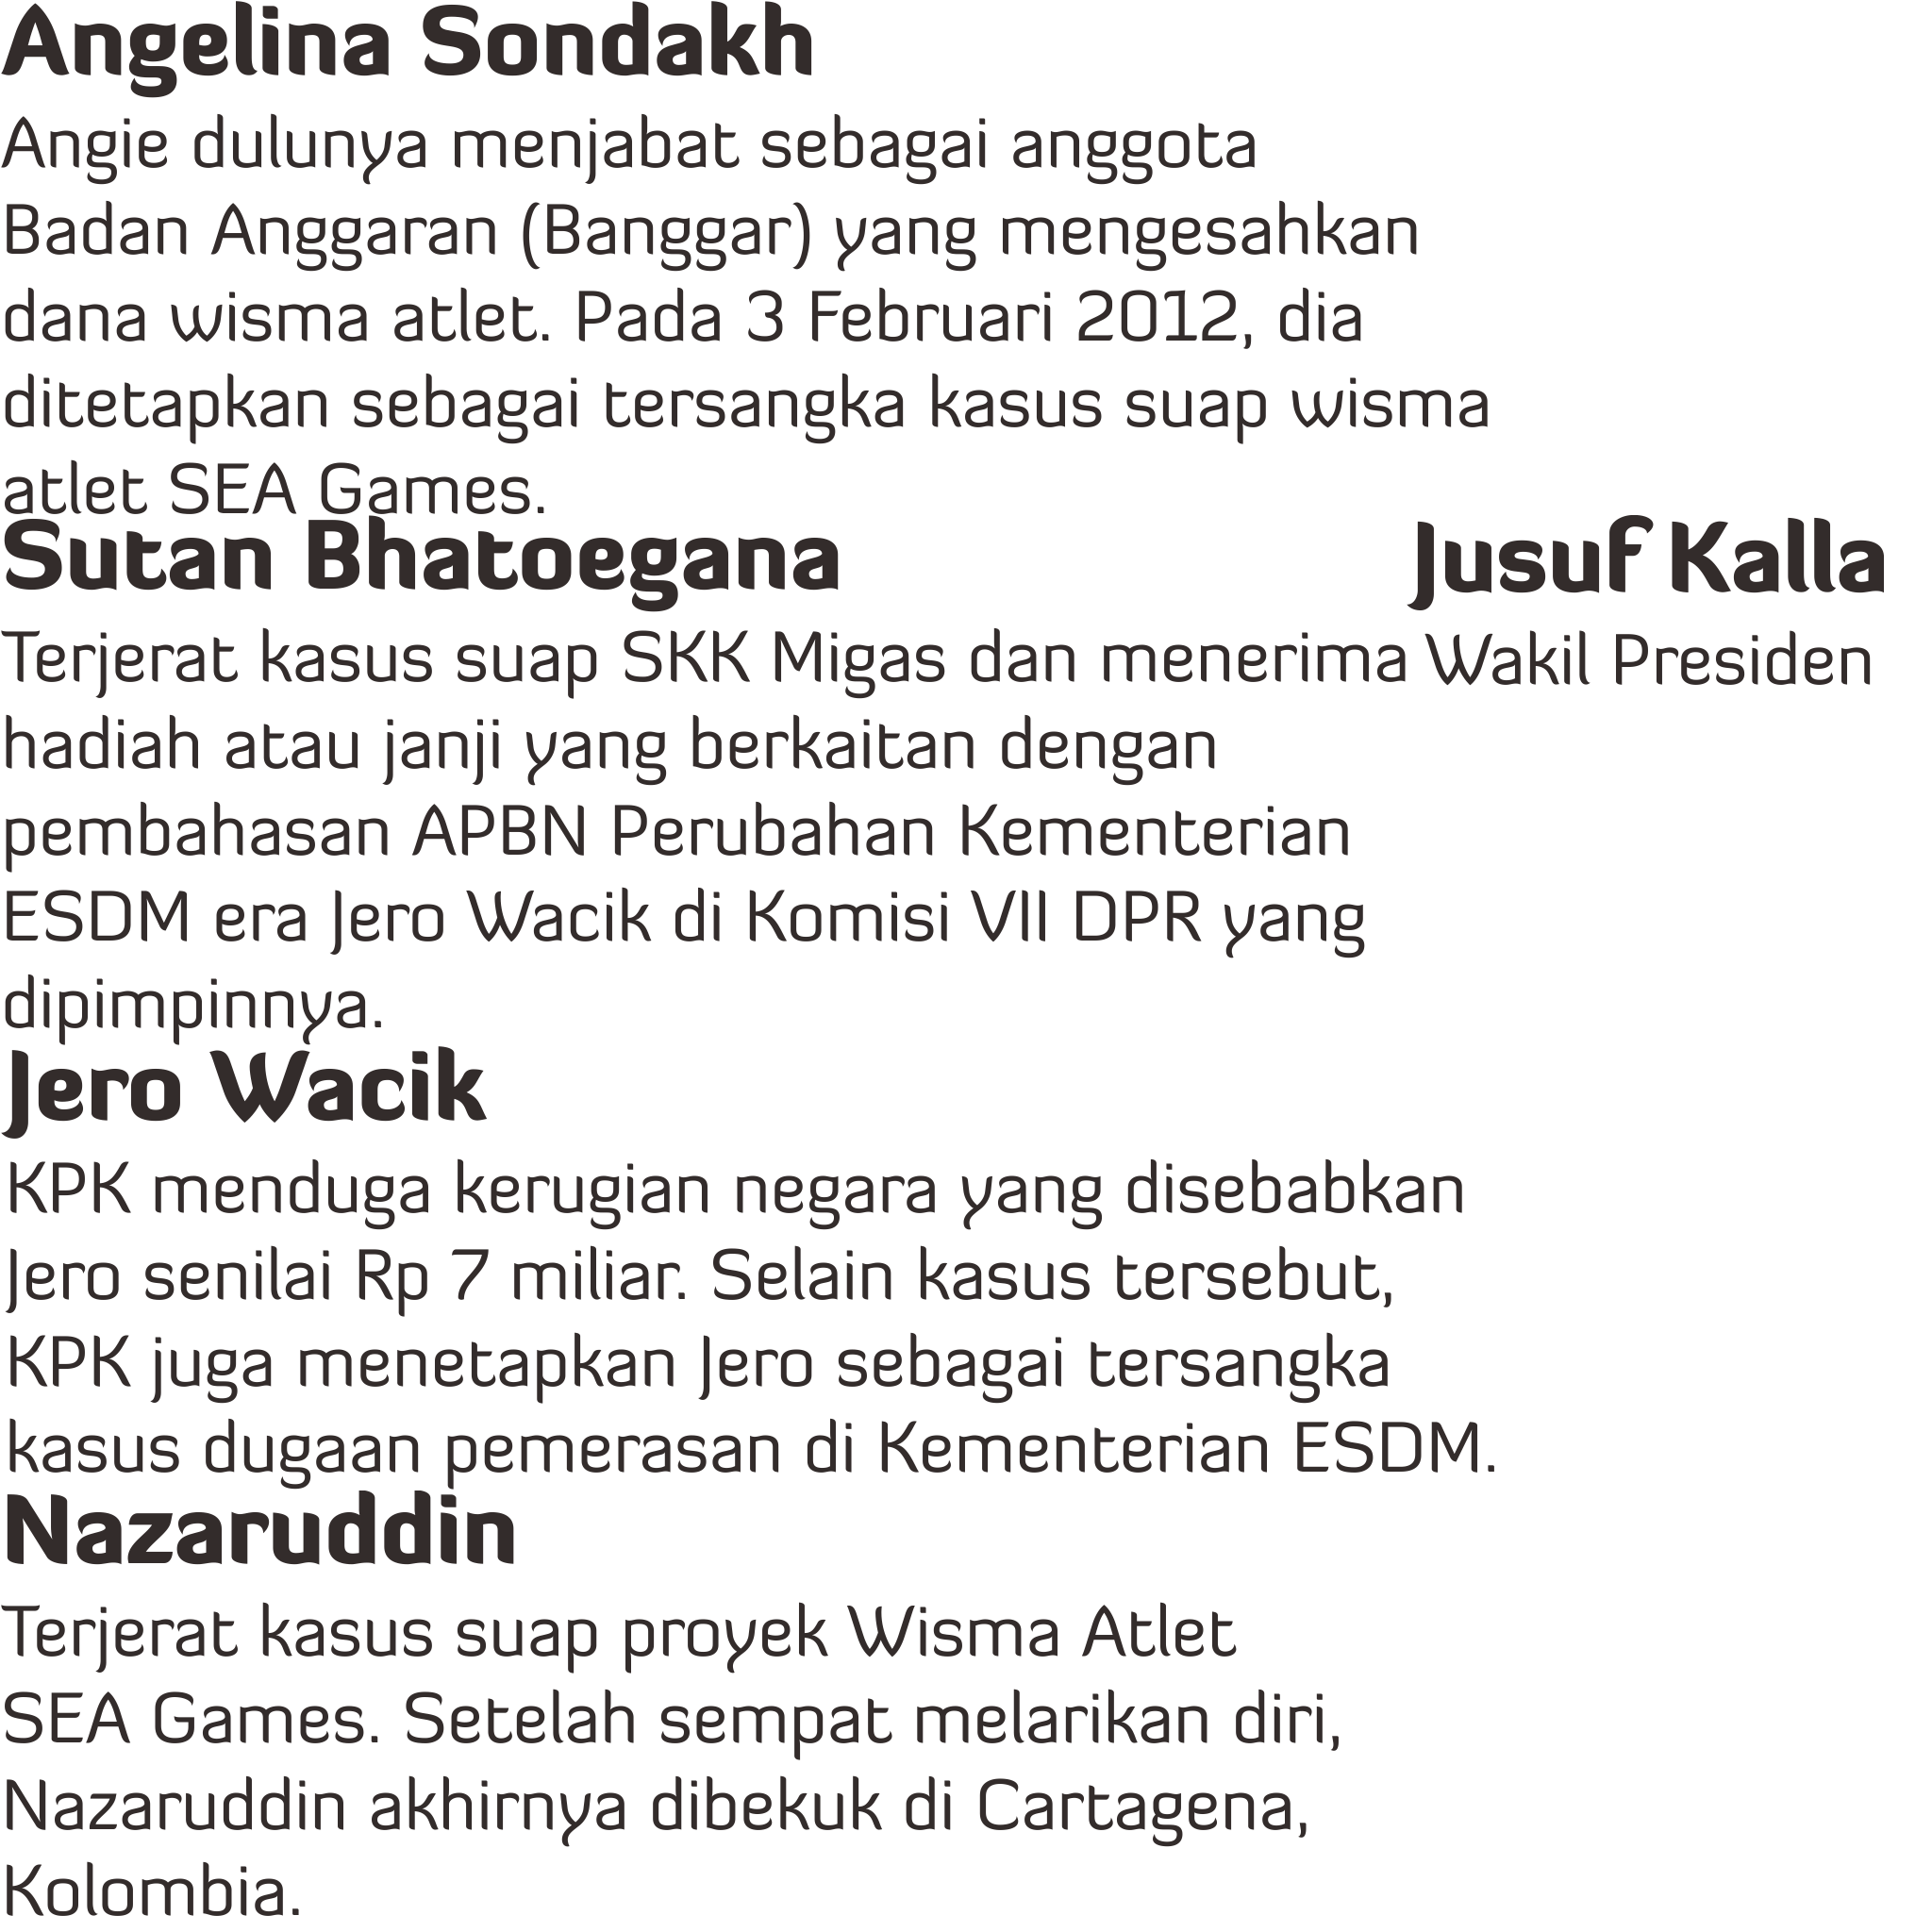 Angelina Sondakh
Angie dulunya menjabat sebagai anggota
Badan Anggaran (Banggar) yang mengesahkan
dana wisma atlet. Pada 3 Februari 2012, dia
ditetapkan sebagai tersangka kasus suap wisma
atlet SEA Games.
Sutan Bhatoegana
Terjerat kasus suap SKK Migas dan menerima
hadiah atau janji yang berkaitan dengan
pembahasan APBN Perubahan Kementerian
ESDM era Jero Wacik di Komisi VII DPR yang
dipimpinnya.
Jusuf Kalla
Wakil Presiden
Jero Wacik
KPK menduga kerugian negara yang disebabkan
Jero senilai Rp 7 miliar. Selain kasus tersebut,
KPK juga menetapkan Jero sebagai tersangka
kasus dugaan pemerasan di Kementerian ESDM.
Nazaruddin
Terjerat kasus suap proyek Wisma Atlet
SEA Games. Setelah sempat melarikan diri,
Nazaruddin akhirnya dibekuk di Cartagena,
Kolombia.